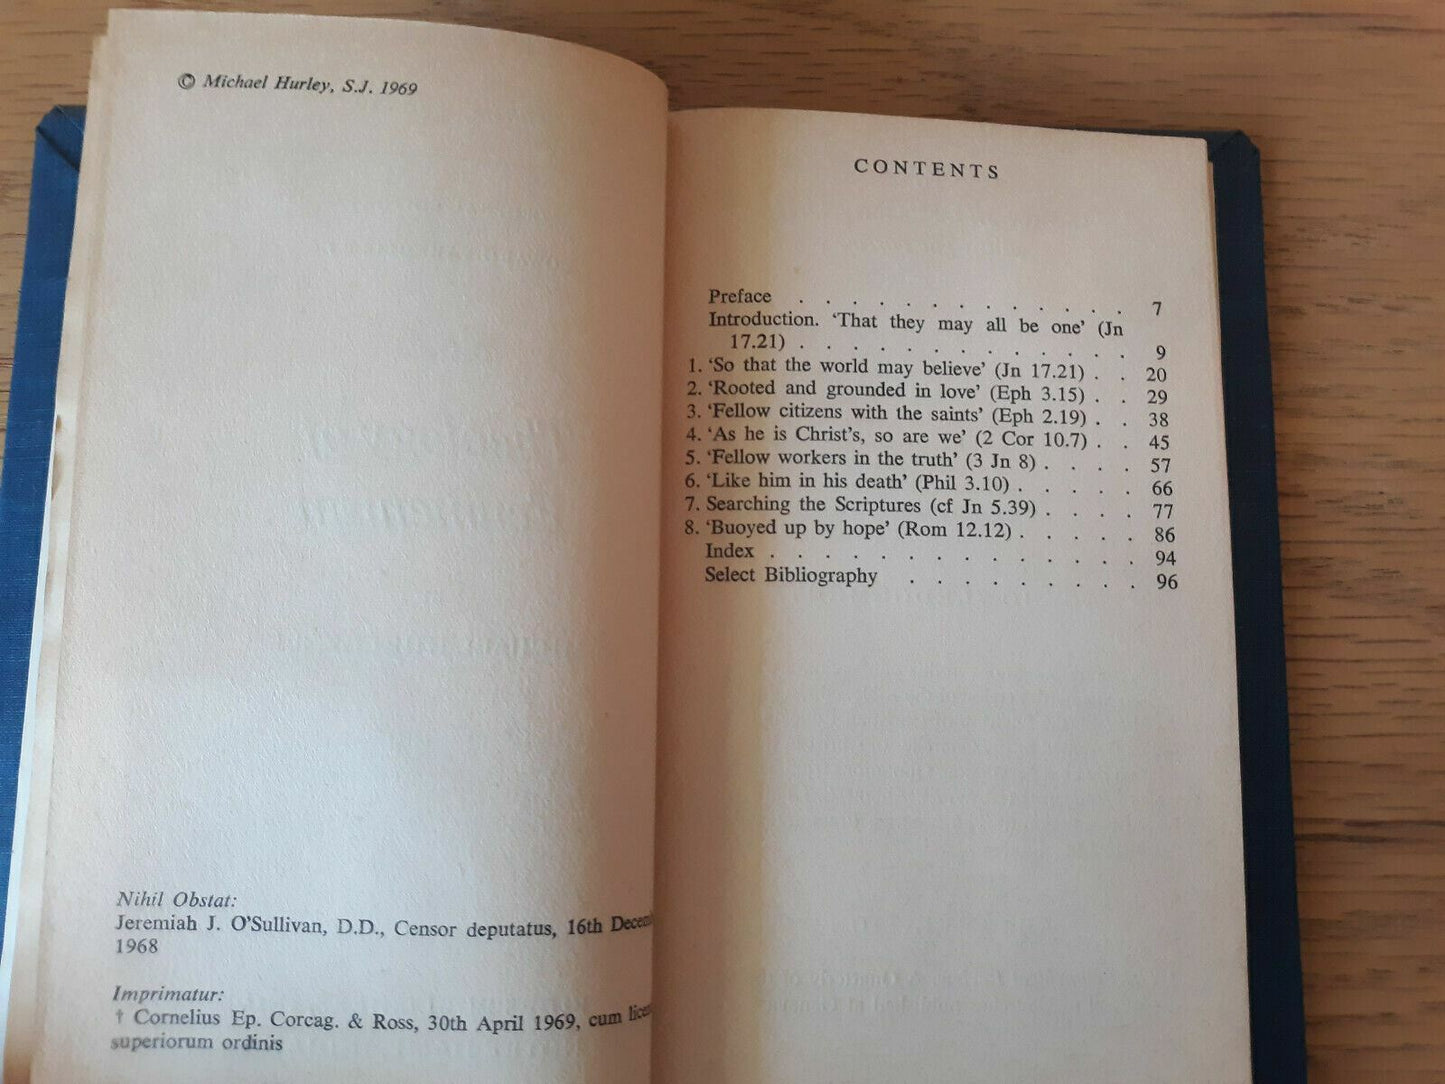 © Michael Hurley, S.J. 1969
Nihil Obstat:
Jeremiah J. O'Sullivan, D.D., Censor deputatus, 16th Decem
1968
Imprimatur:
† Cornelius Ep. Corcag. & Ross, 30th April 1969, cum licen
superiorum ordinis
CONTENTS
Preface . . . . . . . . . . . . . 7
Introduction. ‘That they may all be one’ (Jn
17.21) . . . . . . . . . . . . . 9
1. ‘So that the world may believe’ (Jn 17.21) . . 20
2. ‘Rooted and grounded in love’ (Eph 3.15) . . 29
3. ‘Fellow citizens with the saints’ (Eph 2.19) . . 38
4. ‘As he is Christ’s, so are we’ (2 Cor 10.7) . . 45
5. ‘Fellow workers in the truth’ (3 Jn 8) . . . . 57
6. ‘Like him in his death’ (Phil 3.10) . . . . . 66
7. Searching the Scriptures (cf Jn 5.39) . . . . 77
8. ‘Buoyed up by hope’ (Rom 12.12) . . . . . 86
Index . . . . . . . . . . . . . . 94
Select Bibliography . . . . . . . . . 96